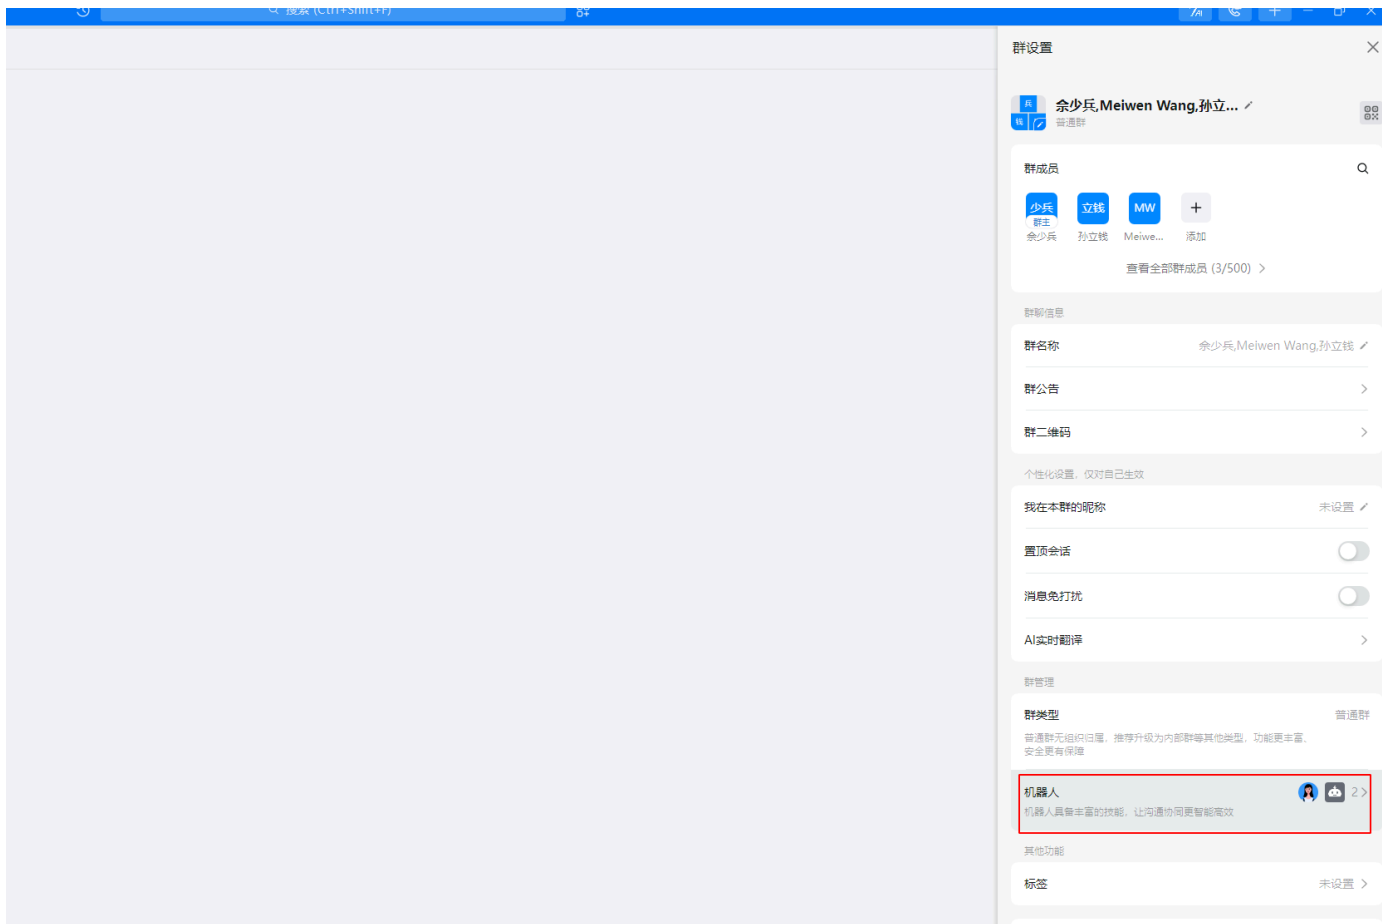 搜索 (Ctrl+Shift+F)
AI
群设置
兵
钱
佘少兵,Meiwen Wang,孙立...
普通群
群成员
少兵
立钱
MW
群主
佘少兵
孙立钱
Meiwe...
添加
查看全部群成员 (3/500)
群聊信息
群名称
佘少兵,Meiwen Wang,孙立钱
群公告
群二维码
个性化设置，仅对自己生效
我在本群的昵称
未设置
置顶会话
消息免打扰
AI实时翻译
群管理
群类型
普通群
普通群无组织归属，推荐升级为内部群等其他类型，功能更丰富、
安全更有保障
机器人
2
机器人具备丰富的技能，让沟通协同更智能高效
其他功能
标签
未设置